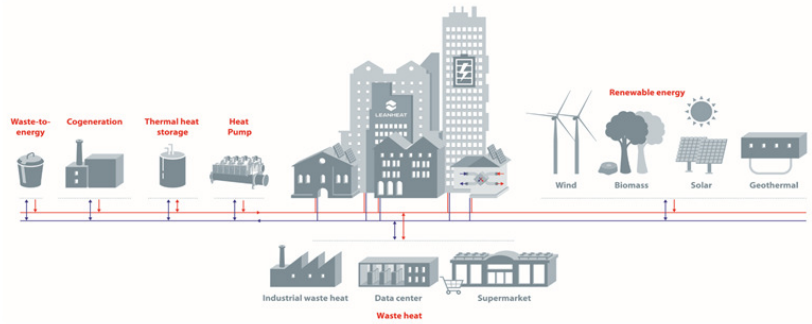 Waste-to-
energy
Cogeneration
Thermal heat
storage
Heat
Pump
LEANHEAT
Renewable energy
Wind
Biomass
Solar
Geothermal
Industrial waste heat
Data center
Supermarket
Waste heat